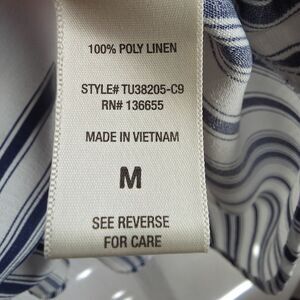 100% POLY LINEN
STYLE# TU38205-C9
RN# 136655
MADE IN VIETNAM
M
SEE REVERSE
FOR CARE